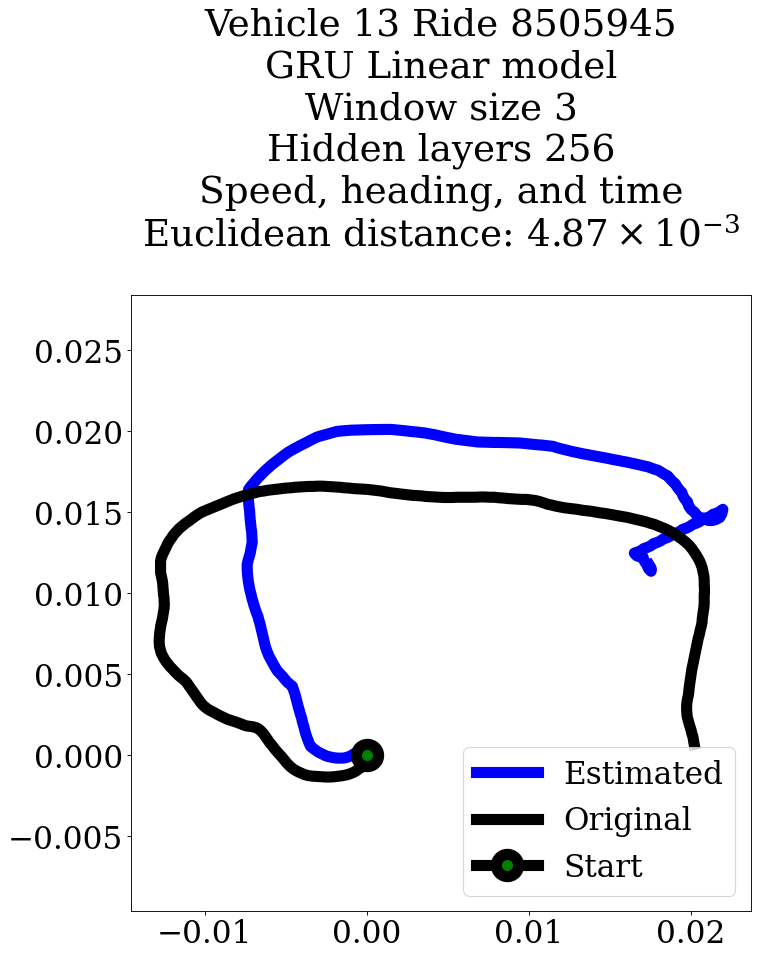 Vehicle 13 Ride 8505945
GRU Linear model
Window size 3
Hidden layers 256
Speed, heading, and time
Euclidean distance: 4.87 × 10⁻³
0.025
0.020
0.015
0.010
0.005
0.000
−0.005
Estimated
Original
Start
−0.01
0.00
0.01
0.02